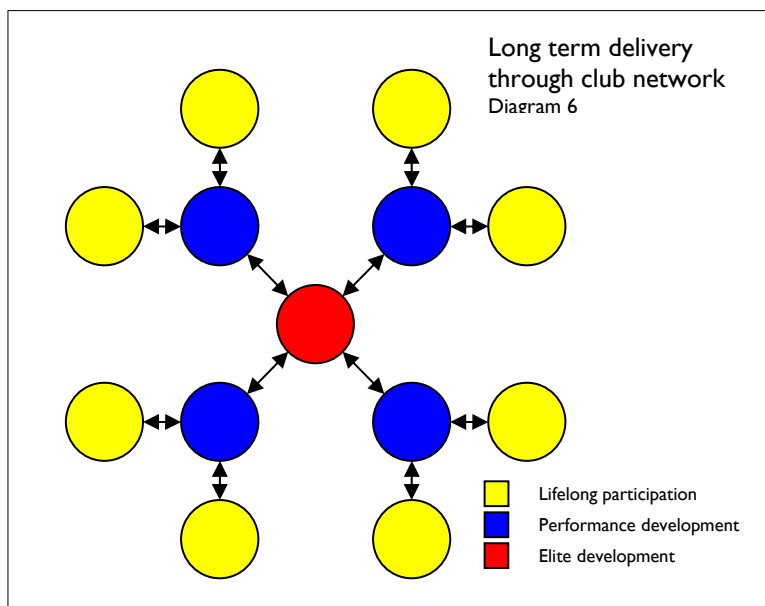 Long term delivery
through club network
Diagram 6
Lifelong participation
Performance development
Elite development